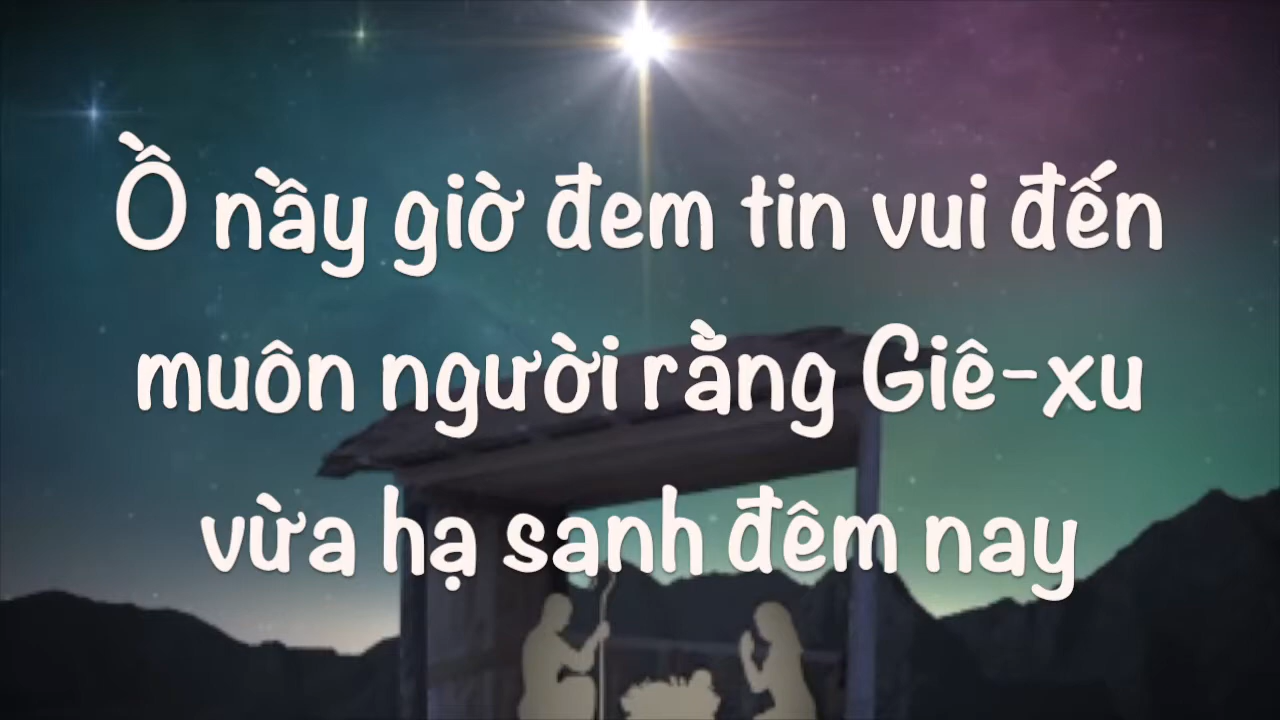 Ồ nầy giờ đem tin vui đến
muôn người rằng Giê-xu
vừa hạ sanh đêm nay